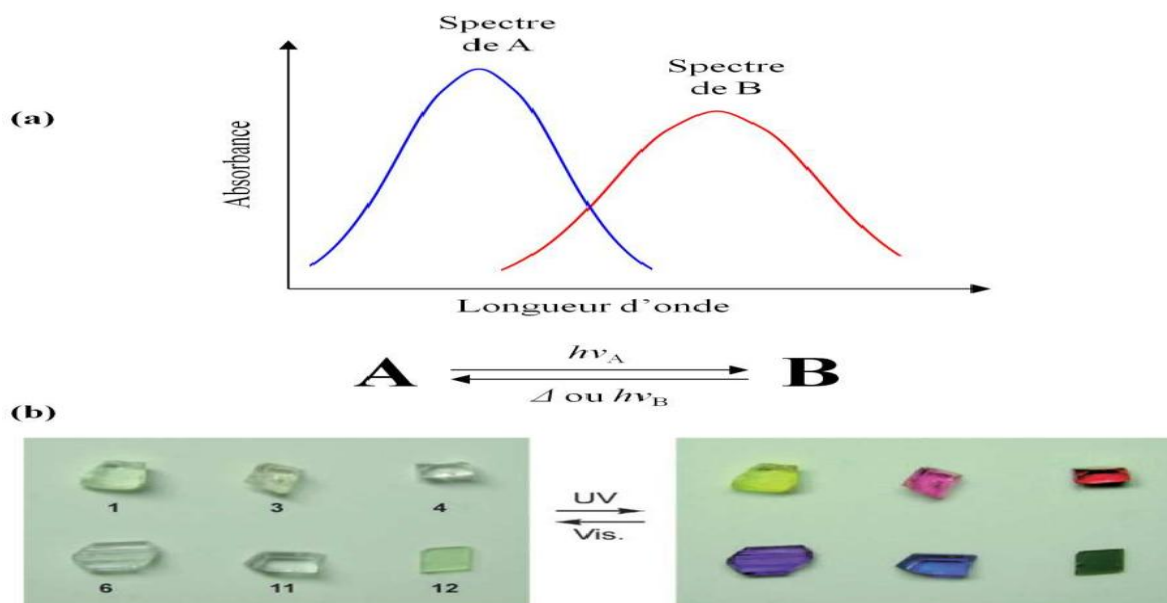 Spectre
de A
Spectre
de B
(a)
Absorbance
Longueur d'onde
A
hνA
B
Δ ou hνB
(b)
1
3
4
UV
Vis.
6
11
12